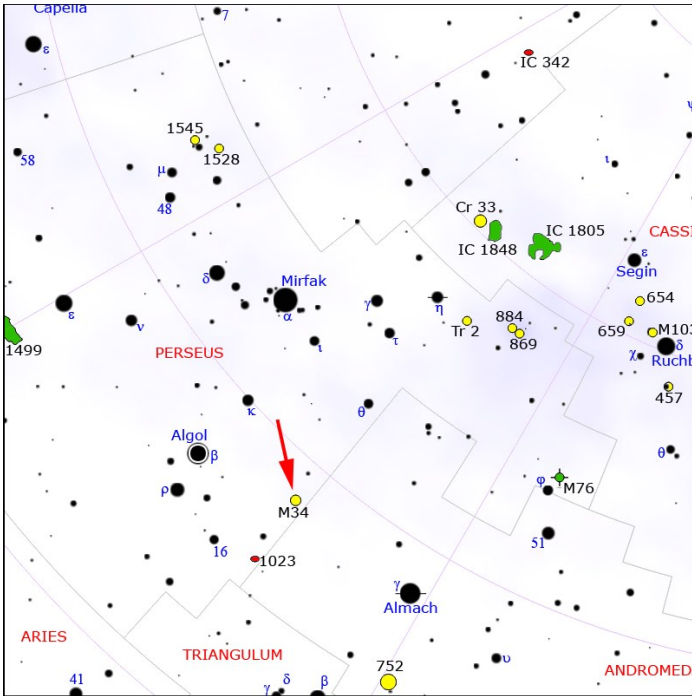 Capella
7
ε
IC 342
ψ
1545
1528
58
μ
ι
48
Cr 33
IC 1805
IC 1848
CASSI
ε
Segin
δ
Mirfak
α
γ
η
654
ε
ν
Tr 2
884
869
659
M103
δ
1499
PERSEUS
ι
τ
χ
Ruchb
457
κ
θ
Algol
β
θ
ρ
M34
φ
M76
16
1023
51
γ
Almach
ARIES
TRIANGULUM
752
υ
ANDROMED
41
γ
δ
β